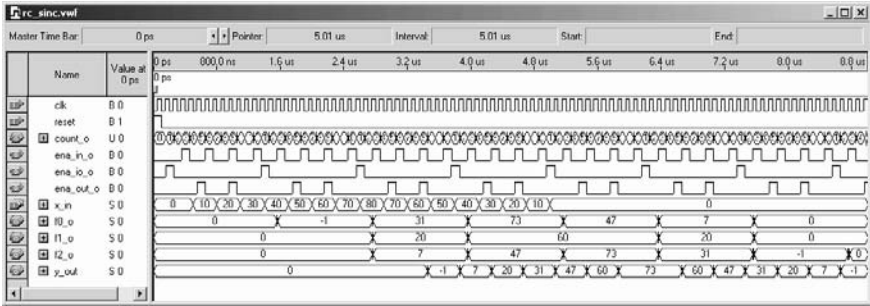 rc_sinc.vwf
Master Time Bar: 0 ps Pointer: 5.01 us Interval: 5.01 us Start: End:
Name Value at 0 ps
0 ps 800.0 ns 1.6 us 2.4 us 3.2 us 4.0 us 4.8 us 5.6 us 6.4 us 7.2 us 8.0 us 8.8 us
0 ps
clk B 0
reset B 1
count_o U 0
ena_in_o B 0
ena_io_o B 0
ena_out_o B 0
x_in S 0 0 10 20 30 40 50 60 70 80 70 60 50 40 30 20 10 0
f0_o S 0 0 -1 31 73 47 7 0
f1_o S 0 0 20 60 20 0
f2_o S 0 0 7 47 73 31 -1 0
y_out S 0 0 -1 7 20 31 47 60 73 60 47 31 20 7 -1